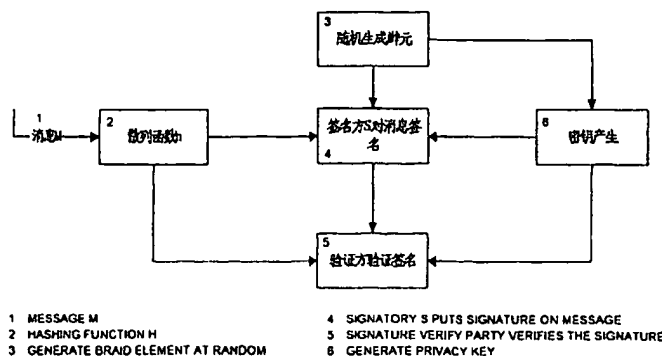 3
随机生成辫元
1
消息M
2
散列函数h
签名方S对消息签
名
4
6
密钥产生
5
验证方验证签名
1 MESSAGE M
2 HASHING FUNCTION H
3 GENERATE BRAID ELEMENT AT RANDOM
4 SIGNATORY S PUTS SIGNATURE ON MESSAGE
5 SIGNATURE VERIFY PARTY VERIFIES THE SIGNATURE
6 GENERATE PRIVACY KEY